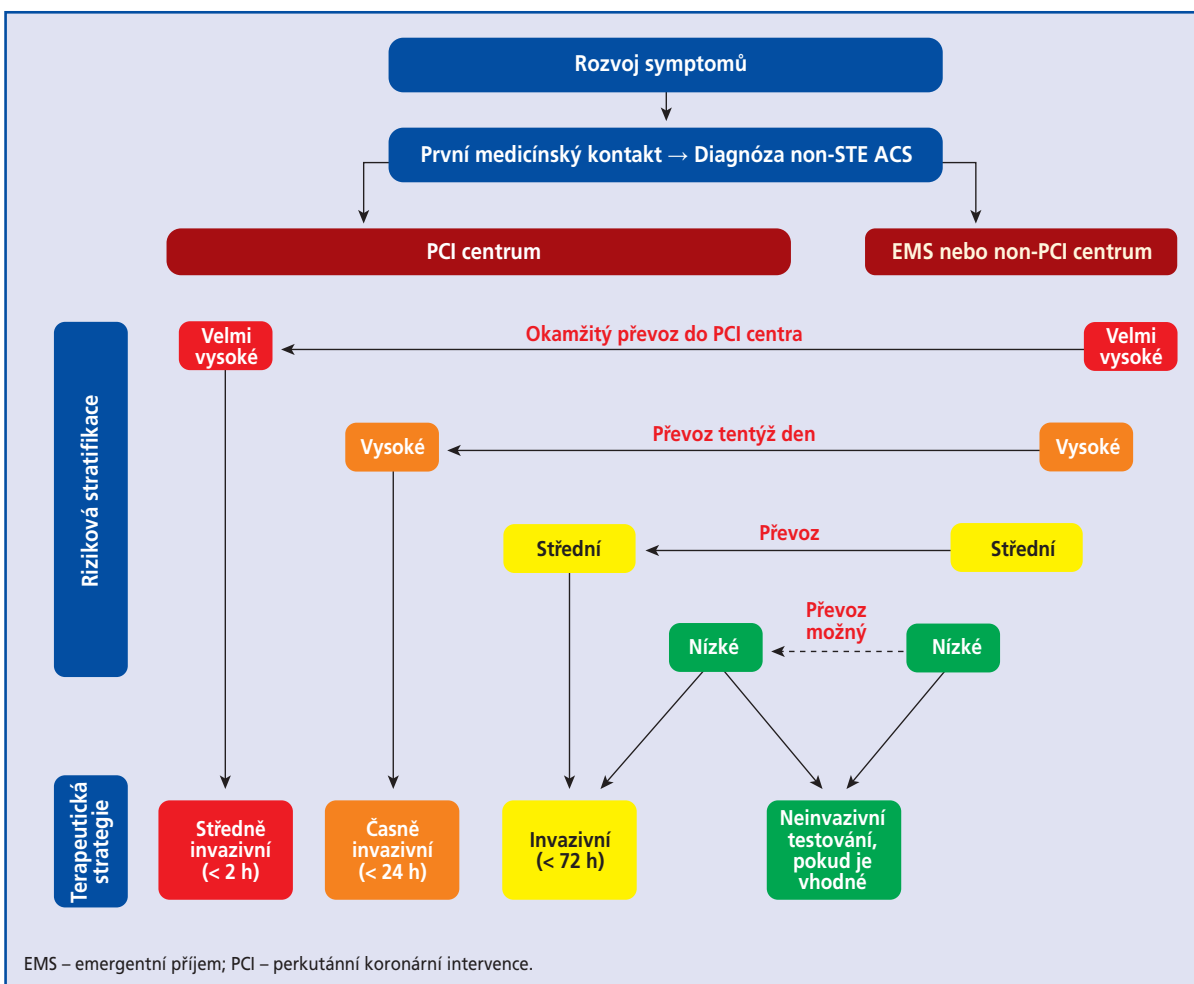 Rozvoj symptomů
První medicínský kontakt → Diagnóza non-STE ACS
PCI centrum
EMS nebo non-PCI centrum
Riziková stratifikace
Velmi
vysoké
Okamžitý převoz do PCI centra
Velmi
vysoké
Vysoké
Převoz tentýž den
Vysoké
Střední
Převoz
Střední
Nízké
Převoz
možný
Nízké
Terapeutická
strategie
Středně
invazivní
(< 2 h)
Časně
invazivní
(< 24 h)
Invazivní
(< 72 h)
Neinvazivní
testování,
pokud je
vhodné
EMS – emergentní příjem; PCI – perkutánní koronární intervence.